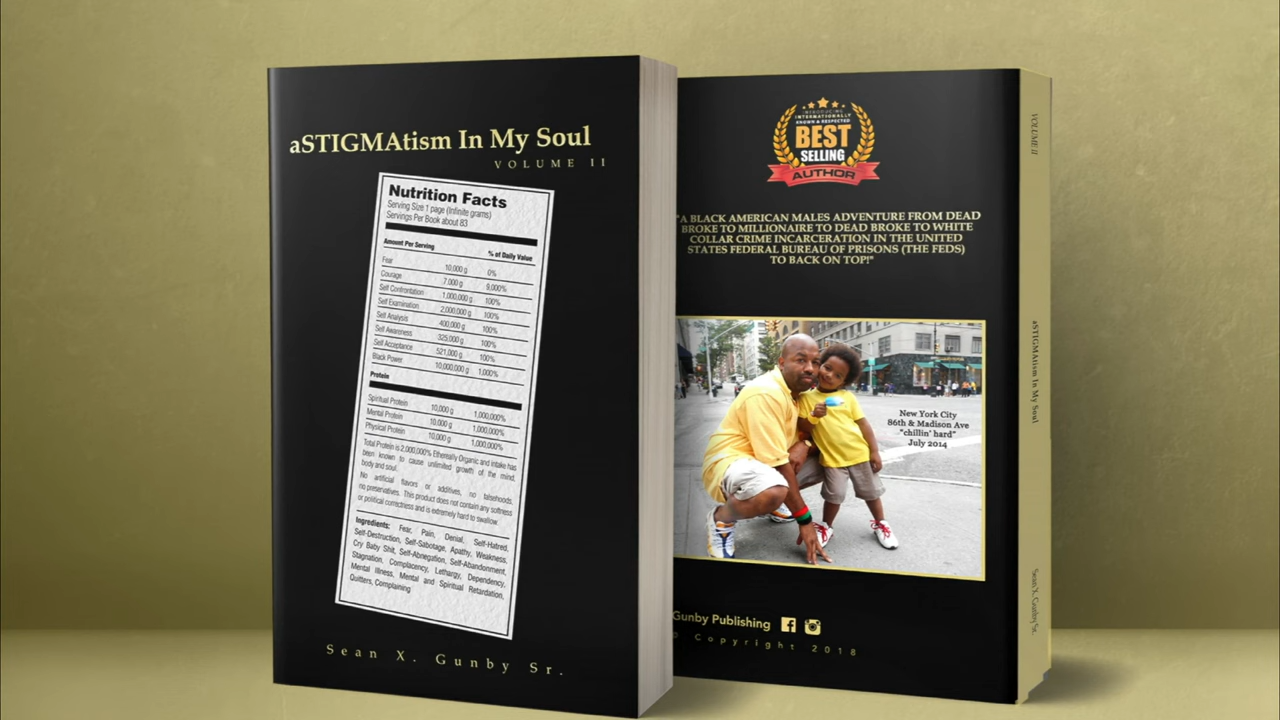 aSTIGMAtism In My Soul
VOLUME II
Nutrition Facts
Serving Size 1 page (Infinite grams)
Servings Per Book about 83
Amount Per Serving
% of Daily Value
Fear 10,000 g 0%
Courage 7,000 g 9,000%
Self Confrontation 1,000,000 g 100%
Self Examination 2,000,000 g 100%
Self Analysis 400,000 g 100%
Self Awareness 325,000 g 100%
Self Acceptance 521,000 g 100%
Black Power 10,000,000 g 1,000%
Protein
Spiritual Protein 10,000 g 1,000,000%
Mental Protein 10,000 g 1,000,000%
Physical Protein 10,000 g 1,000,000%
Total Protein is 2,000,000% Ethereally Organic and intake has
been known to cause unlimited growth of the mind,
body and soul.
No artificial flavors or additives, no falsehoods,
no preservatives. This product does not contain any softness
or political correctness and is extremely hard to swallow.
Ingredients: Fear, Pain, Denial, Self-Hatred,
Self-Destruction, Self-Sabotage, Apathy, Weakness,
Cry Baby Shit, Self-Abnegation, Self-Abandonment,
Stagnation, Complacency, Lethargy, Dependency,
Mental Illness, Mental and Spiritual Retardation,
Quitters, Complaining
Sean X. Gunby Sr.
INTRODUCING
INTERNATIONALLY
KNOWN & RESPECTED
BEST
SELLING
AUTHOR
"A BLACK AMERICAN MALES ADVENTURE FROM DEAD
BROKE TO MILLIONAIRE TO DEAD BROKE TO WHITE
COLLAR CRIME INCARCERATION IN THE UNITED
STATES FEDERAL BUREAU OF PRISONS (THE FEDS)
TO BACK ON TOP!"
New York City
86th & Madison Ave
"chillin' hard"
July 2014
Gunby Publishing
Copyright 2018
VOLUME II
aSTIGMAtism In My Soul
Sean X. Gunby Sr.